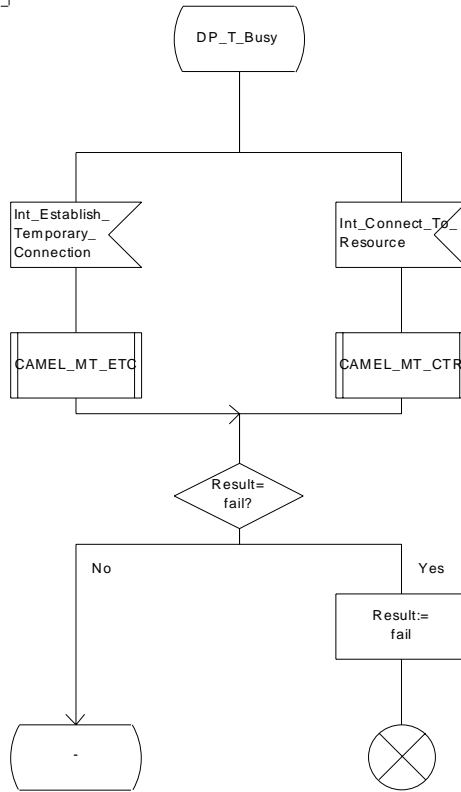 DP_T_Busy
Int_Establish_
Temporary_
Connection
Int_Connect_To_
Resource
CAMEL_MT_ETC
CAMEL_MT_CTR
Result=
fail?
No
Yes
Result:=
fail
-